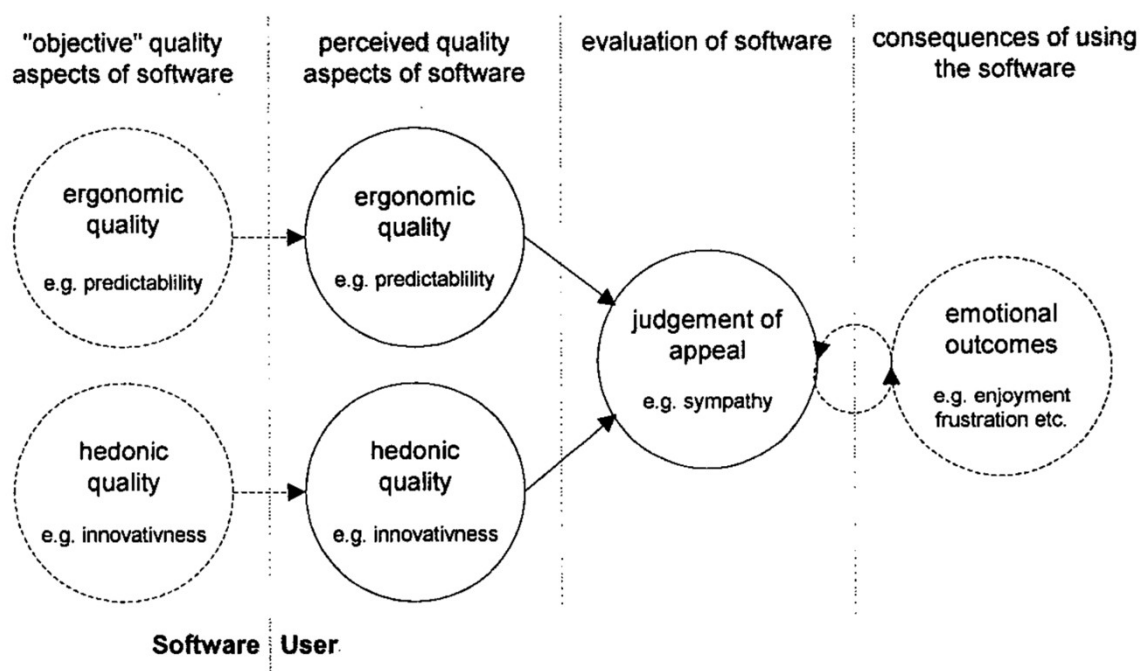 "objective" quality
aspects of software
perceived quality
aspects of software
evaluation of software
consequences of using
the software
ergonomic
quality
e.g. predictablility
ergonomic
quality
e.g. predictablility
judgement of
appeal
e.g. sympathy
emotional
outcomes
e.g. enjoyment
frustration etc.
hedonic
quality
e.g. innovativness
hedonic
quality
e.g. innovativness
Software
User